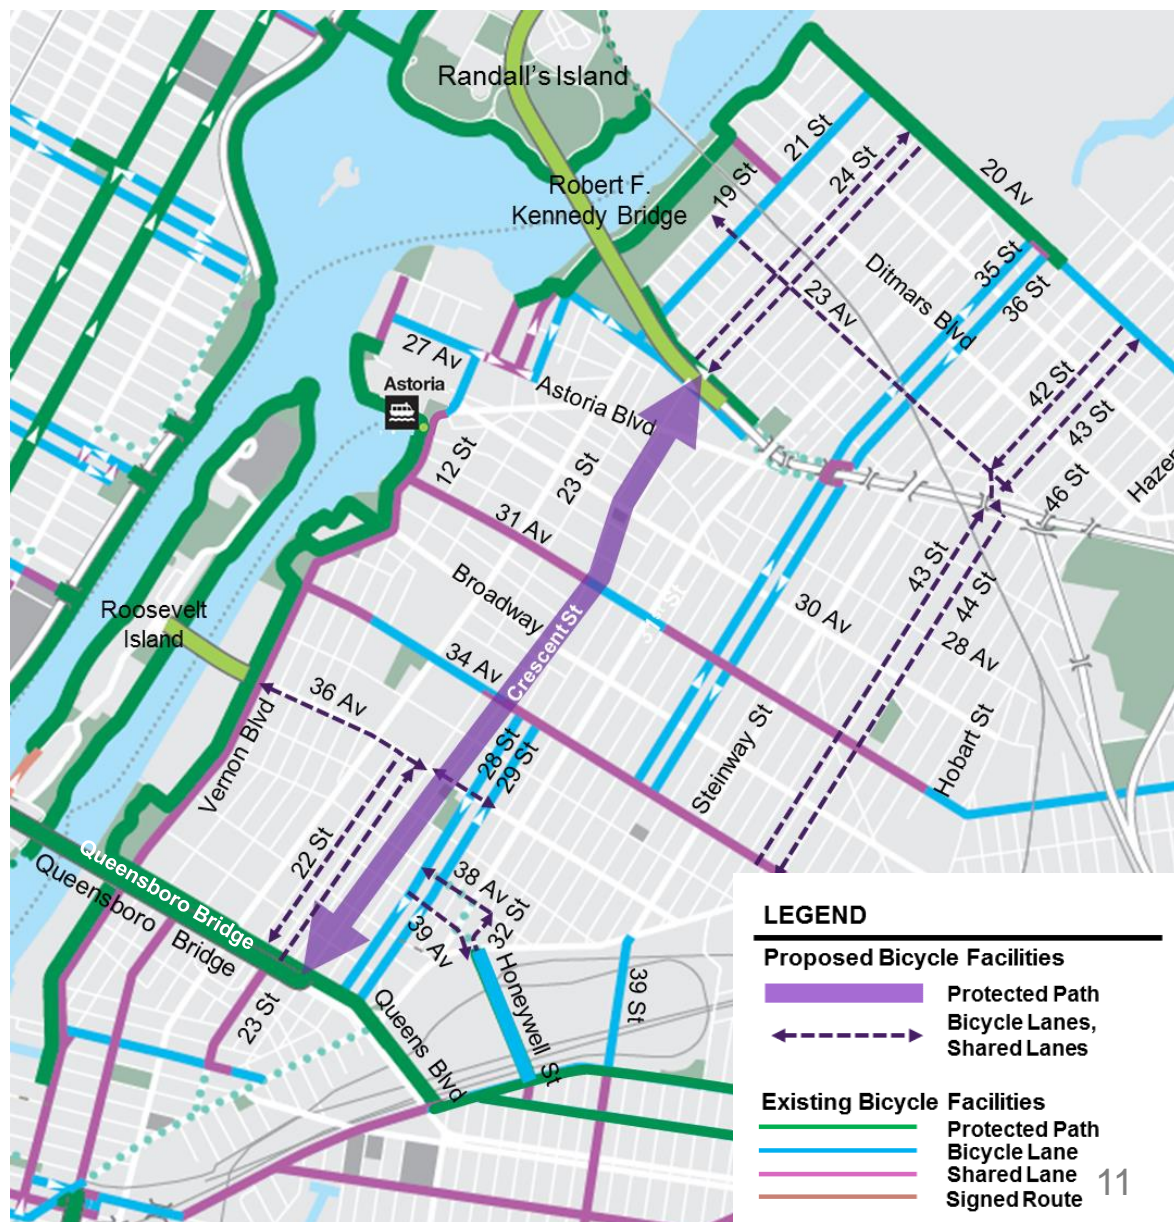 Randall's Island
21 St
24 St
20 Av
19 St
Robert F.
Kennedy Bridge
35 St
36 St
Ditmars Blvd
23 Av
27 Av
Astoria
Astoria Blvd
42 St
43 St
12 St
23 St
46 St
31 Av
43 St
44 St
Broadway
Crescent St
30 Av
Roosevelt
Island
28 Av
34 Av
36 Av
Vernon Blvd
28 St
29 St
Steinway St
Hobart St
22 St
Queensboro Bridge
Queensboro Bridge
38 Av
32 St
39 Av
Honeywell St
39 St
23 St
Queens Blvd
LEGEND
Proposed Bicycle Facilities
Protected Path
Bicycle Lanes,
Shared Lanes
Existing Bicycle Facilities
Protected Path
Bicycle Lane
Shared Lane
Signed Route
11